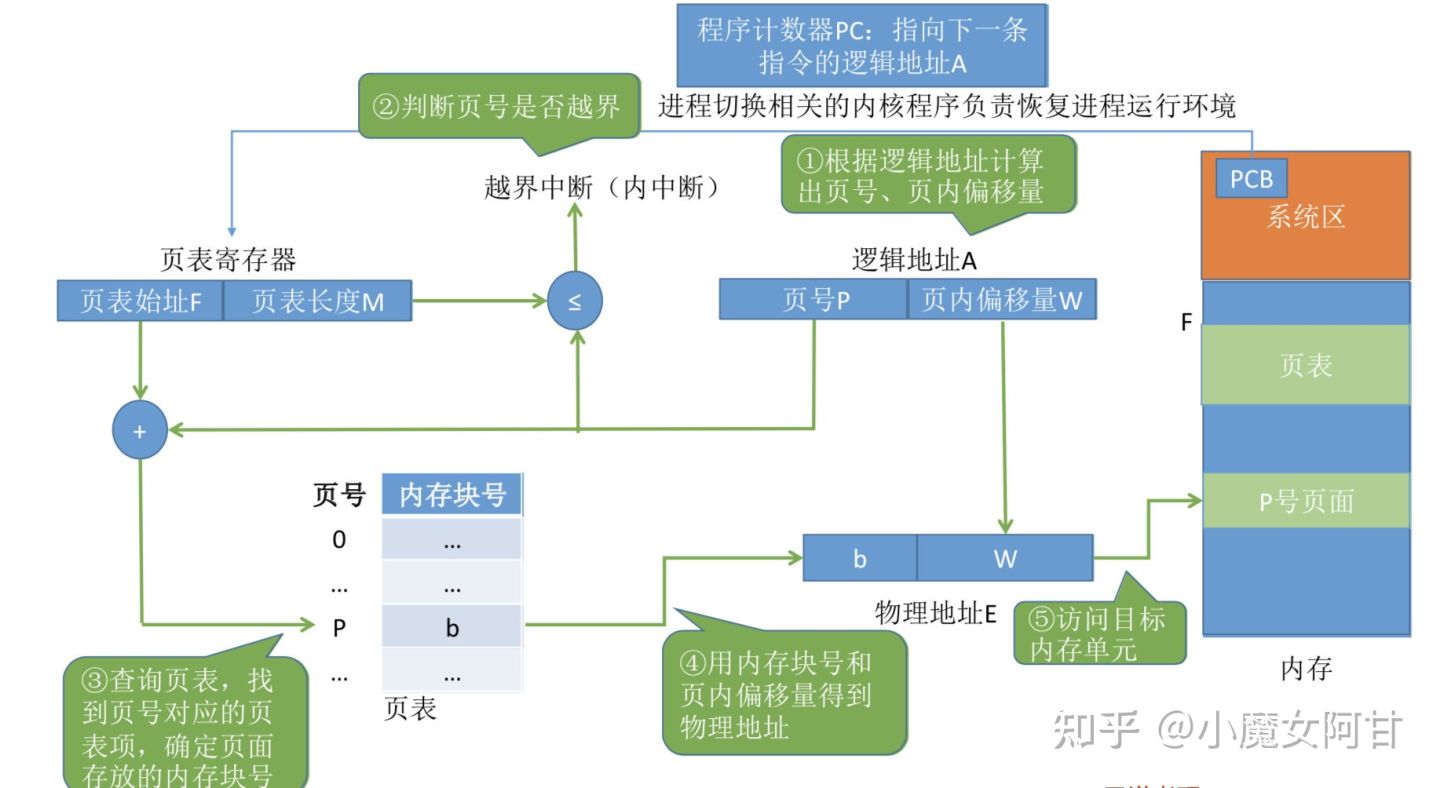 程序计数器PC：指向下一条
指令的逻辑地址A
②判断页号是否越界
进程切换相关的内核程序负责恢复进程运行环境
①根据逻辑地址计算
出页号、页内偏移量
PCB
系统区
越界中断（内中断）
页表寄存器
逻辑地址A
页表始址F
页表长度M
≤
页号P
页内偏移量W
F
页表
+
页号
内存块号
P号页面
0
...
...
...
b
W
P
b
物理地址E
⑤访问目标
内存单元
...
...
③查询页表，找
到页号对应的页
表项，确定页面
存放的内存块号
④用内存块号和
页内偏移量得到
物理地址
页表
内存
知乎 @小魔女阿甘